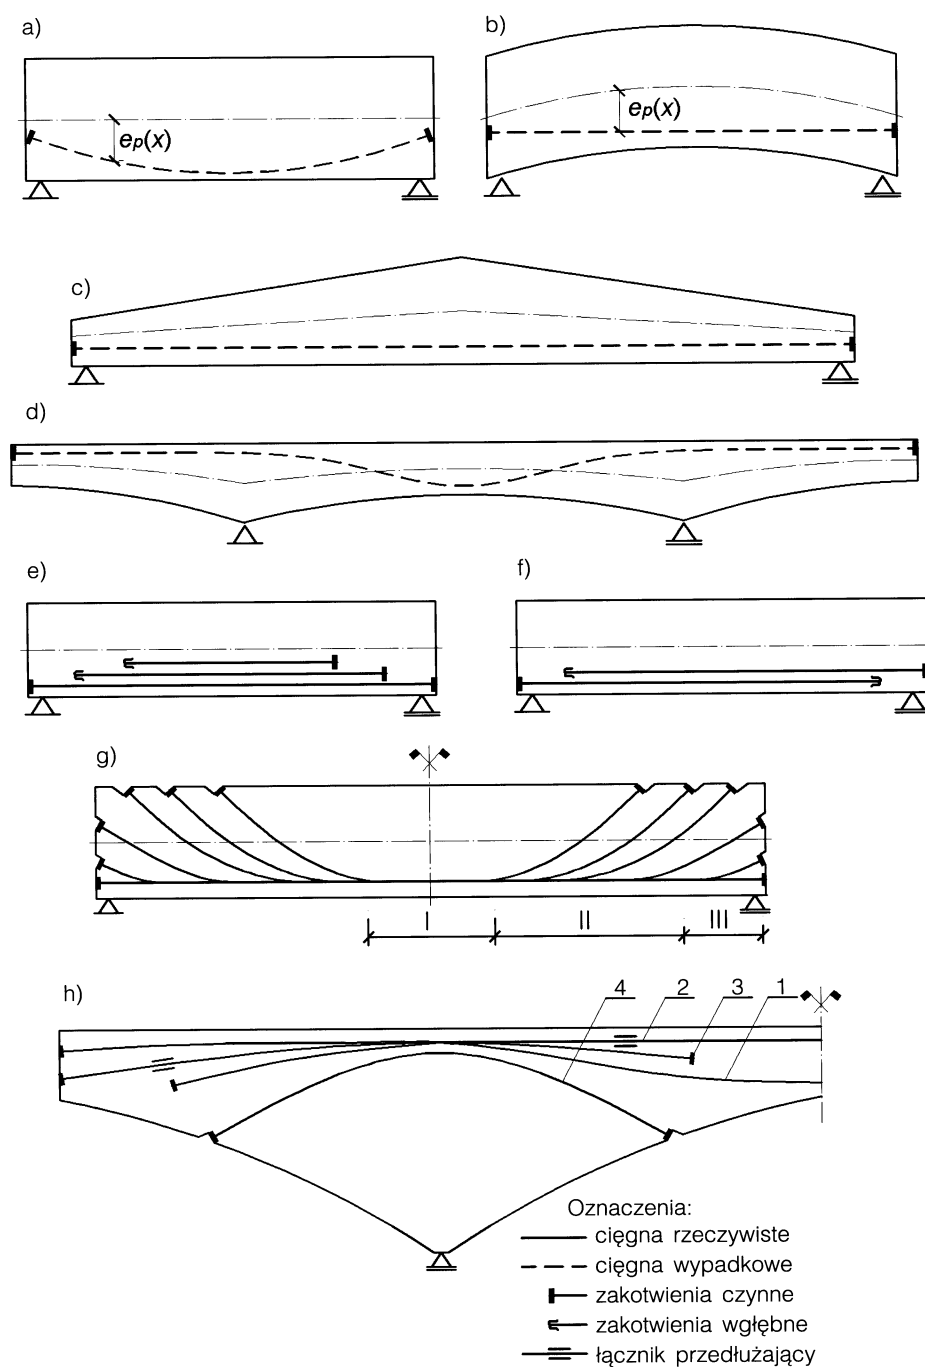 a)
b)
ep(x)
ep(x)
c)
d)
e)
f)
g)
I
II
III
h)
4
2
3
1
Oznaczenia:
cięgna rzeczywiste
cięgna wypadkowe
zakotwienia czynne
zakotwienia wgłębne
łącznik przedłużający